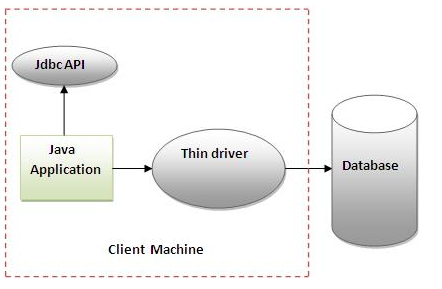 Jdbc API
Java
Application
Thin driver
Database
Client Machine